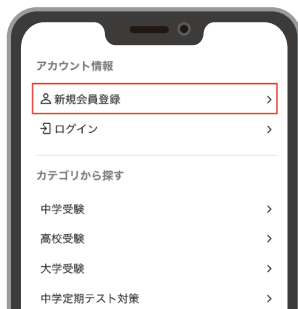 アカウント情報
新規会員登録
ログイン
カテゴリから探す
中学受験
高校受験
大学受験
中学定期テスト対策